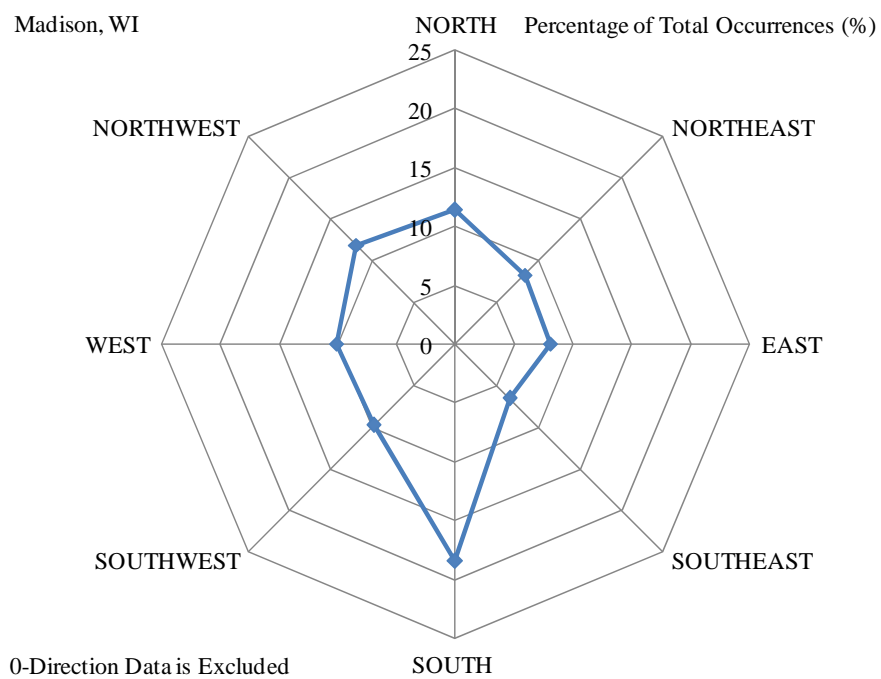 Madison, WI
NORTH
Percentage of Total Occurrences (%)
25
20
NORTHWEST
NORTHEAST
15
10
5
WEST
0
EAST
SOUTHWEST
SOUTHEAST
0-Direction Data is Excluded
SOUTH